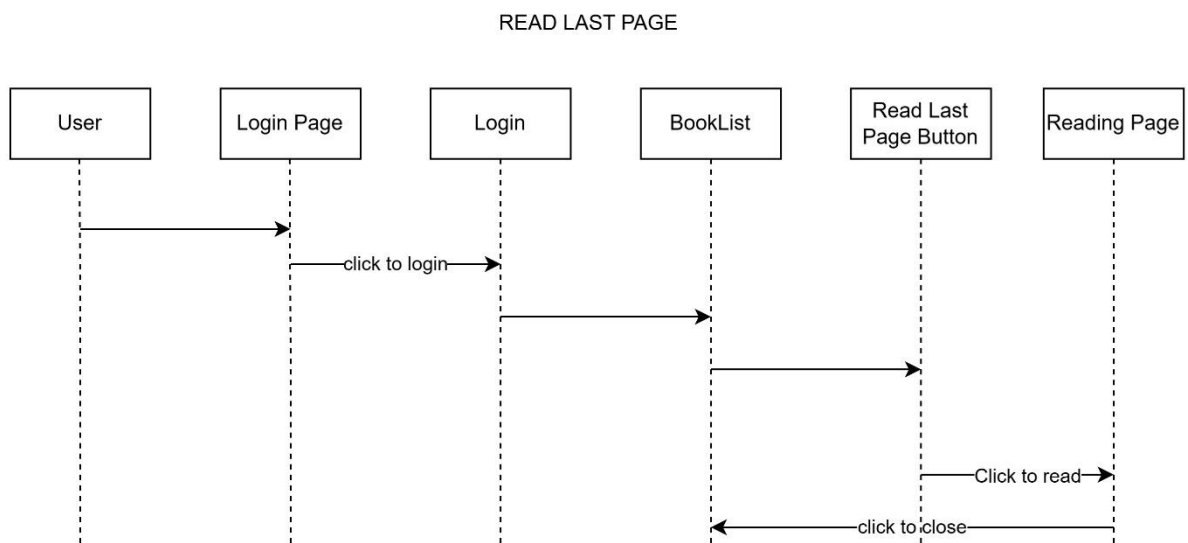 READ LAST PAGE
User
Login Page
Login
BookList
Read Last
Page Button
Reading Page
click to login
Click to read
click to close